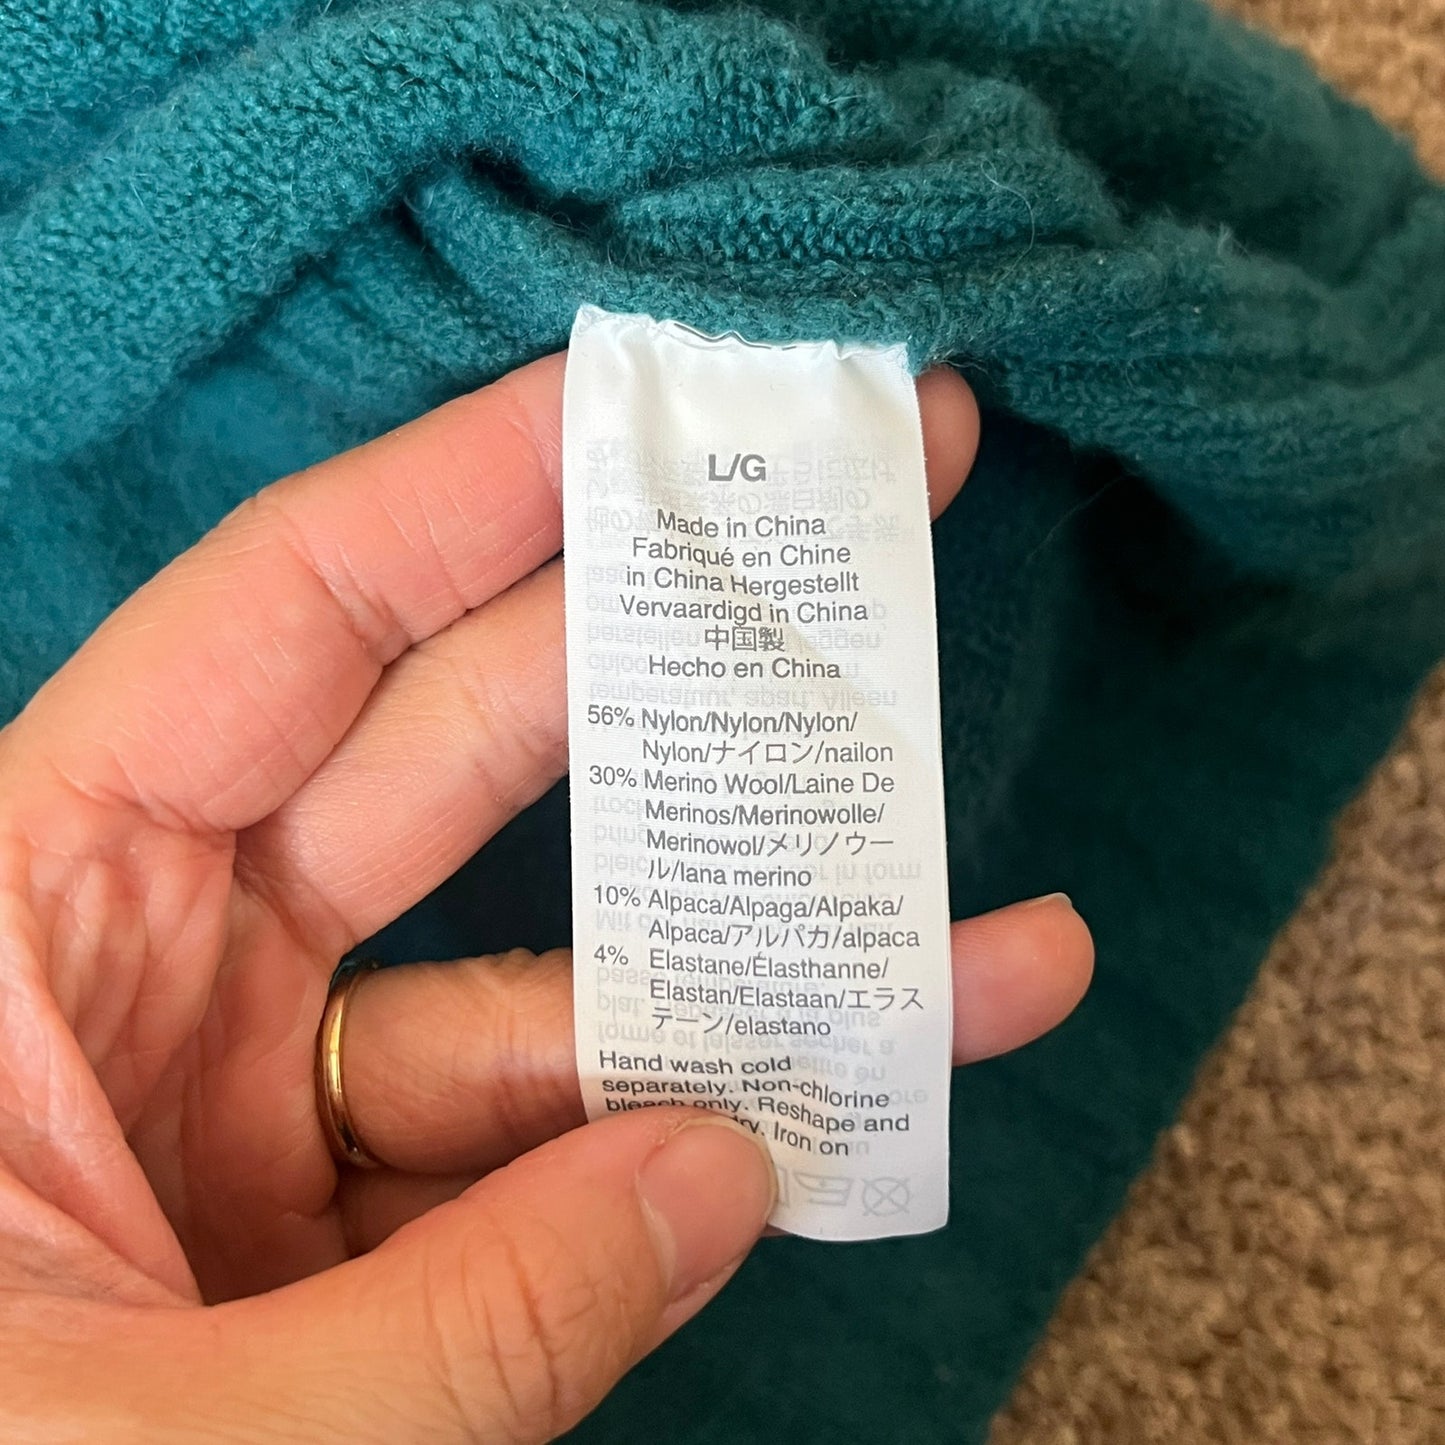 L/G
Made in China
Fabriqué en Chine
in China Hergestellt
Vervaardigd in China
中国製
Hecho en China
56% Nylon/Nylon/Nylon/
Nylon/ナイロン/nailon
30% Merino Wool/Laine De
Merinos/Merinowolle/
Merinowol/メリノウー
ル/lana merino
10% Alpaca/Alpaga/Alpaka/
Alpaca/アルパカ/alpaca
4% Elastane/Élasthanne/
Elastan/Elastaan/エラス
テーン/elastano
Hand wash cold
separately. Non-chlorine
bleach only. Reshape and
dry. Iron on